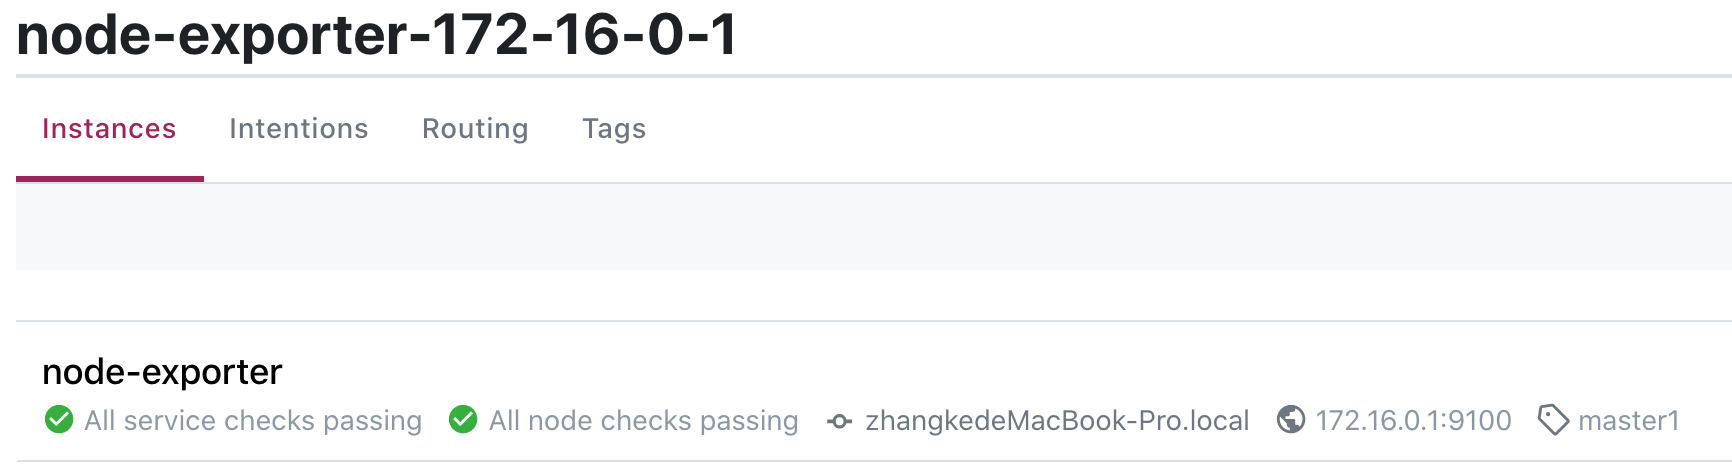 node-exporter-172-16-0-1
Instances Intentions Routing Tags
node-exporter
All service checks passing All node checks passing zhangkedeMacBook-Pro.local 172.16.0.1:9100 master1